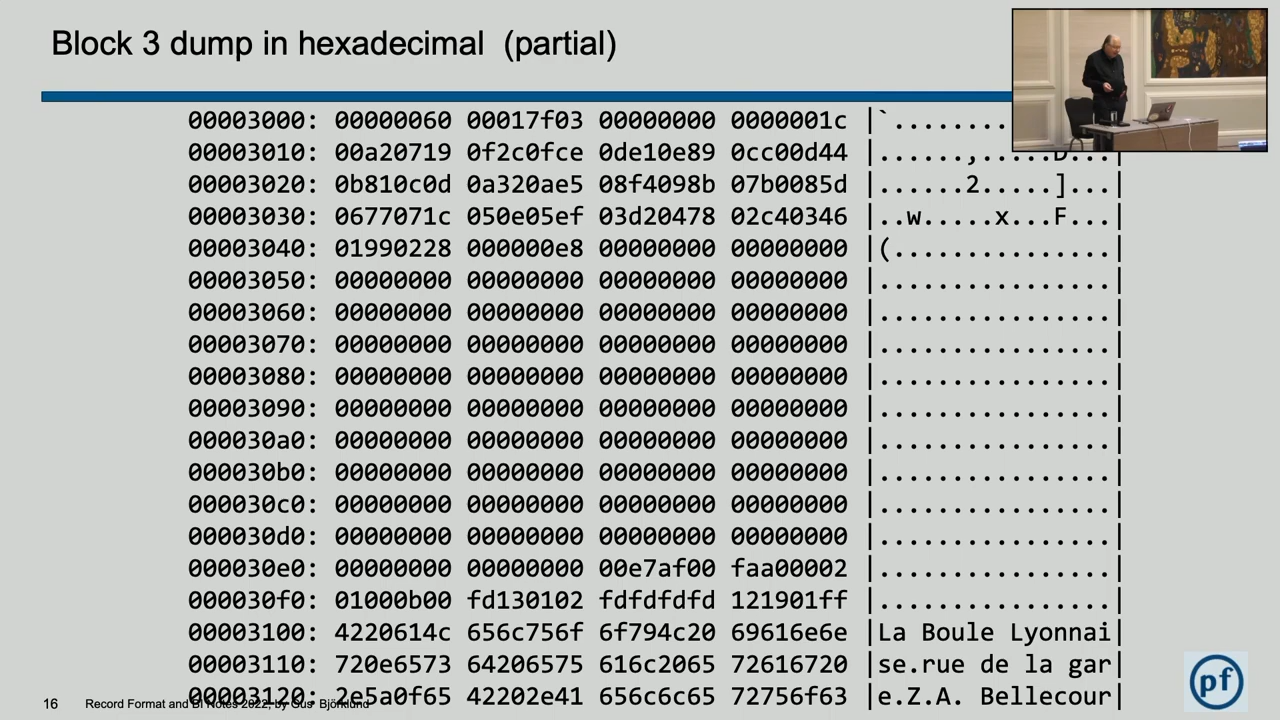 Block 3 dump in hexadecimal (partial)
00003000: 00000060 00017f03 00000000 0000001c |`.........
00003010: 00a20719 0f2c0fce 0de10e89 0cc00d44 |......,.....D...|
00003020: 0b810c0d 0a320ae5 08f4098b 07b0085d |......2.....]...|
00003030: 0677071c 050e05ef 03d20478 02c40346 |..w.....x...F...|
00003040: 01990228 000000e8 00000000 00000000 |(...............|
00003050: 00000000 00000000 00000000 00000000 |................|
00003060: 00000000 00000000 00000000 00000000 |................|
00003070: 00000000 00000000 00000000 00000000 |................|
00003080: 00000000 00000000 00000000 00000000 |................|
00003090: 00000000 00000000 00000000 00000000 |................|
000030a0: 00000000 00000000 00000000 00000000 |................|
000030b0: 00000000 00000000 00000000 00000000 |................|
000030c0: 00000000 00000000 00000000 00000000 |................|
000030d0: 00000000 00000000 00000000 00000000 |................|
000030e0: 00000000 00000000 00e7af00 faa00002 |................|
000030f0: 01000b00 fd130102 fdfdfdfd 121901ff |................|
00003100: 4220614c 656c756f 6f794c20 69616e6e |La Boule Lyonnai|
00003110: 720e6573 64206575 616c2065 72616720 |se.rue de la gar|
00003120: 2e5a0f65 42202e41 656c6c65 72756f63 |e.Z.A. Bellecour|
16 Record Format and BI Notes 2022, by Gus Björklund
pf